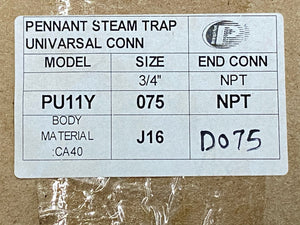 PENNANT STEAM TRAP
UNIVARSAL CONN
MODEL SIZE END CONN
3/4" NPT
PU11Y 075 NPT
BODY
MATERIAL J16 D075
:CA40